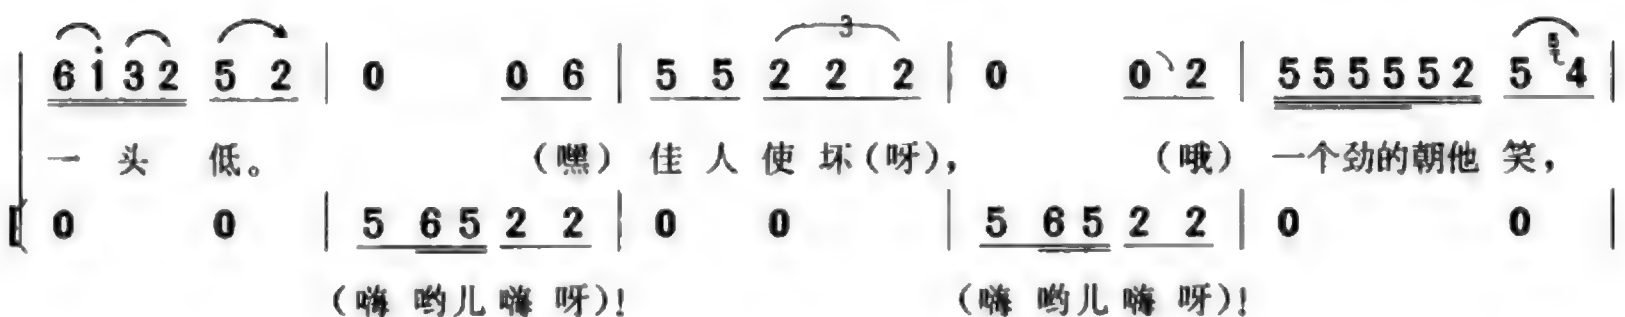 3
6 i 3 2 5 2 | 0 0 6 | 5 5 2 2 2 | 0 0 2 | 5 5 5 5 5 2 5 4 |
一 头 低。 （嘿） 佳 人 使 坏（呀）， （哦） 一个劲的朝他 笑，
0 0 | 5 6 5 2 2 | 0 0 | 5 6 5 2 2 | 0 0 |
（嗨 哟儿嗨 呀）！ （嗨 哟儿嗨 呀）！